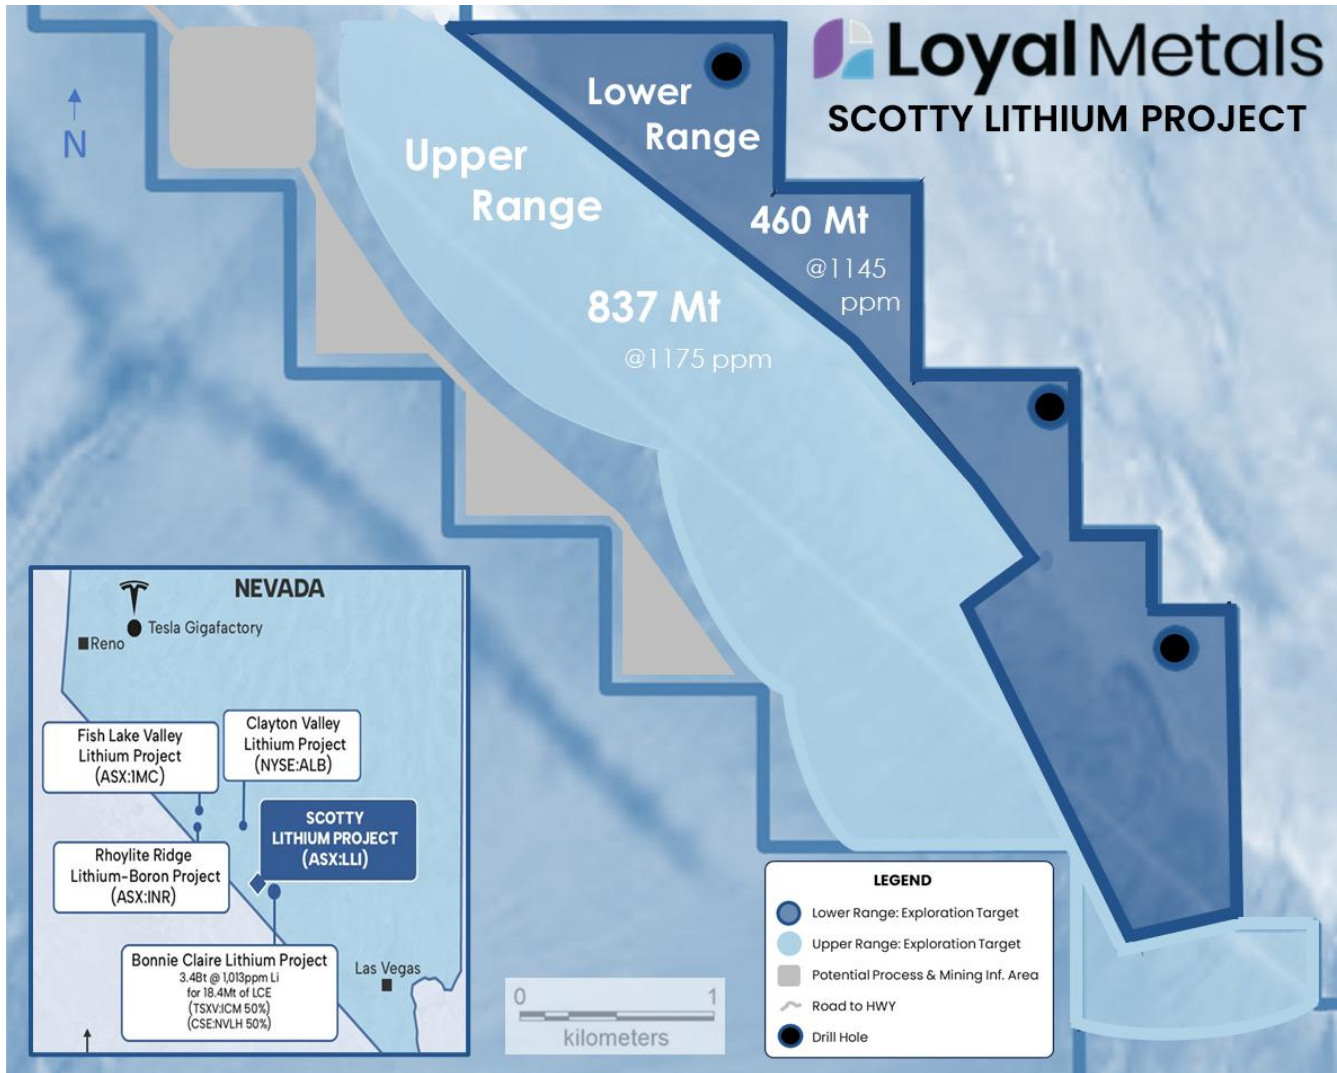 Loyal Metals
SCOTTY LITHIUM PROJECT
N
Lower
Range
Upper
Range
460 Mt
@1145
ppm
837 Mt
@1175 ppm
NEVADA
Tesla Gigafactory
Reno
Fish Lake Valley
Lithium Project
(ASX:1MC)
Clayton Valley
Lithium Project
(NYSE:ALB)
SCOTTY
LITHIUM PROJECT
(ASX:LLI)
Rhoylite Ridge
Lithium-Boron Project
(ASX:INR)
Bonnie Claire Lithium Project
3.4Bt @ 1,013ppm Li
for 18.4Mt of LCE
(TSXV:ICM 50%)
(CSE:NVLH 50%)
Las Vegas
0 1
kilometers
LEGEND
Lower Range: Exploration Target
Upper Range: Exploration Target
Potential Process & Mining Inf. Area
Road to HWY
Drill Hole